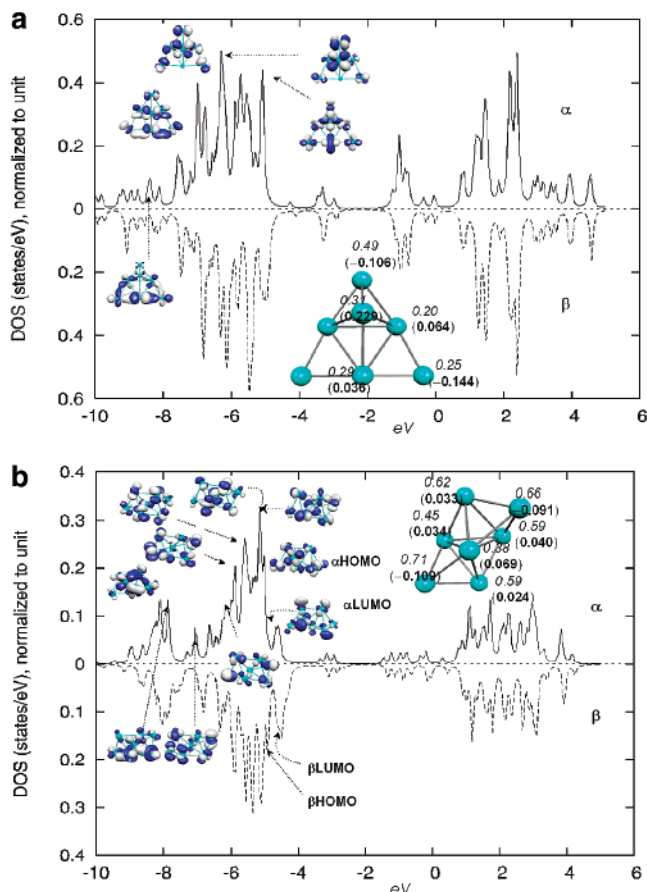 a
DOS (states/eV), normalized to unit
0.6
0.4
0.2
0
0.2
0.4
0.6
α
β
0.49
(−0.106)
0.31
(0.229)
0.20
(0.064)
0.29
(0.036)
0.25
(−0.144)
-10 -8 -6 -4 -2 0 2 4 6
eV
b
DOS (states/eV), normalized to unit
0.4
0.3
0.2
0.1
0
0.1
0.2
0.3
0.4
0.62
(0.033)
0.66
−0.091)
0.45
(0.034)
0.59
(0.040)
(0.069)
0.71
(−0.109)
0.59
(0.024)
αHOMO
αLUMO
α
β
βLUMO
βHOMO
-10 -8 -6 -4 -2 0 2 4 6
eV